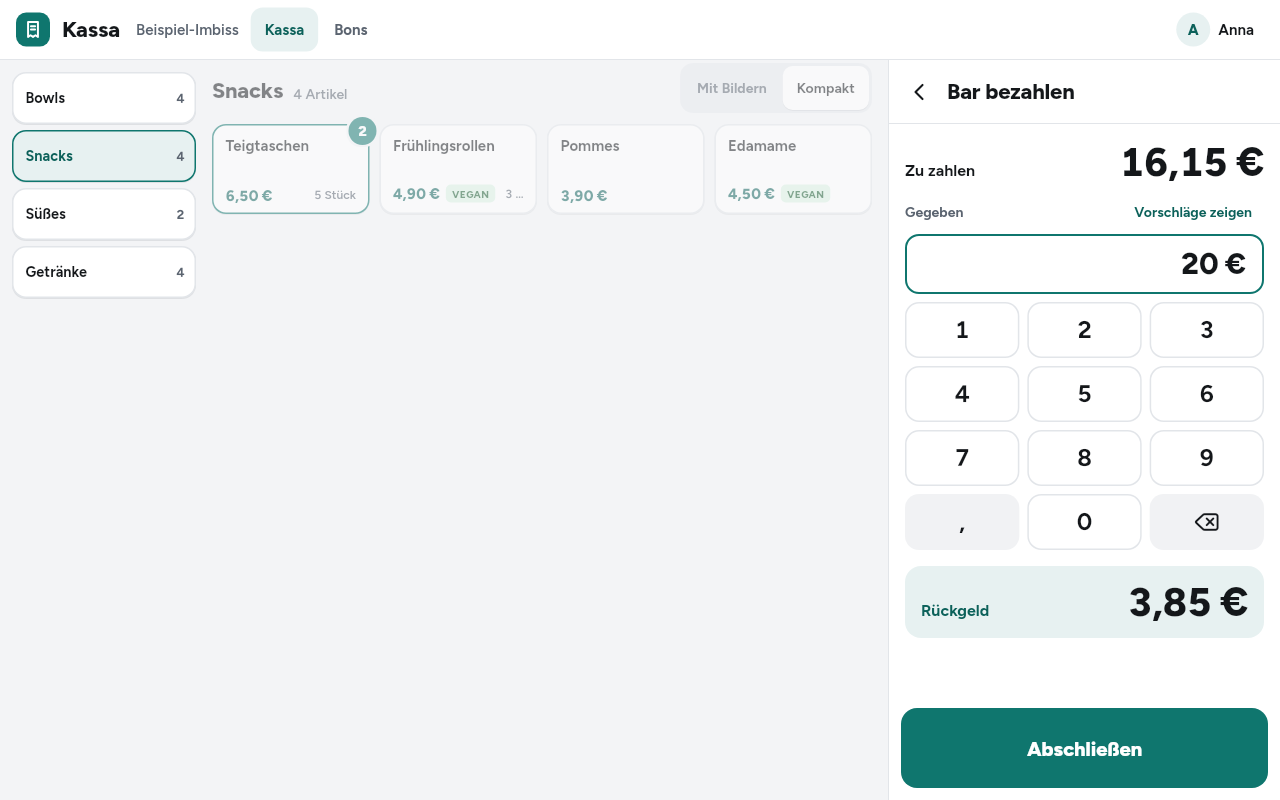 Kassa
Beispiel-Imbiss
Kassa
Bons
A
Anna
Bowls 4
Snacks 4
Süßes 2
Getränke 4
Snacks 4 Artikel
Mit Bildern
Kompakt
2
Teigtaschen
6,50 € 5 Stück
Frühlingsrollen
4,90 € VEGAN 3 ...
Pommes
3,90 €
Edamame
4,50 € VEGAN
Bar bezahlen
Zu zahlen 16,15 €
Gegeben Vorschläge zeigen
20 €
1 2 3
4 5 6
7 8 9
, 0
Rückgeld 3,85 €
Abschließen